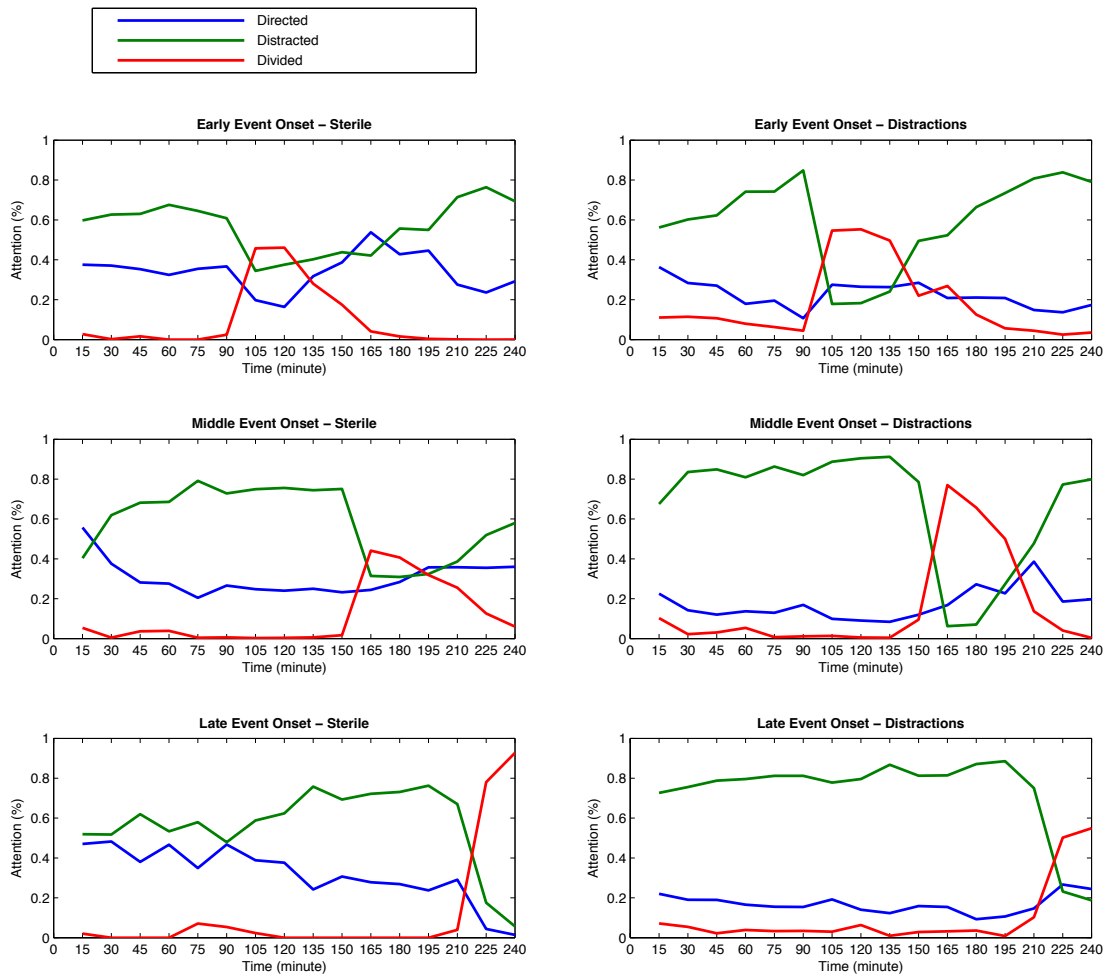 Directed
Distracted
Divided
Early Event Onset – Sterile
1
0.8
0.6
0.4
0.2
0
Attention (%)
0 15 30 45 60 75 90 105 120 135 150 165 180 195 210 225 240
Time (minute)
Early Event Onset – Distractions
1
0.8
0.6
0.4
0.2
0
Attention (%)
0 15 30 45 60 75 90 105 120 135 150 165 180 195 210 225 240
Time (minute)
Middle Event Onset – Sterile
1
0.8
0.6
0.4
0.2
0
Attention (%)
0 15 30 45 60 75 90 105 120 135 150 165 180 195 210 225 240
Time (minute)
Middle Event Onset – Distractions
1
0.8
0.6
0.4
0.2
0
Attention (%)
0 15 30 45 60 75 90 105 120 135 150 165 180 195 210 225 240
Time (minute)
Late Event Onset – Sterile
1
0.8
0.6
0.4
0.2
0
Attention (%)
0 15 30 45 60 75 90 105 120 135 150 165 180 195 210 225 240
Time (minute)
Late Event Onset – Distractions
1
0.8
0.6
0.4
0.2
0
Attention (%)
0 15 30 45 60 75 90 105 120 135 150 165 180 195 210 225 240
Time (minute)